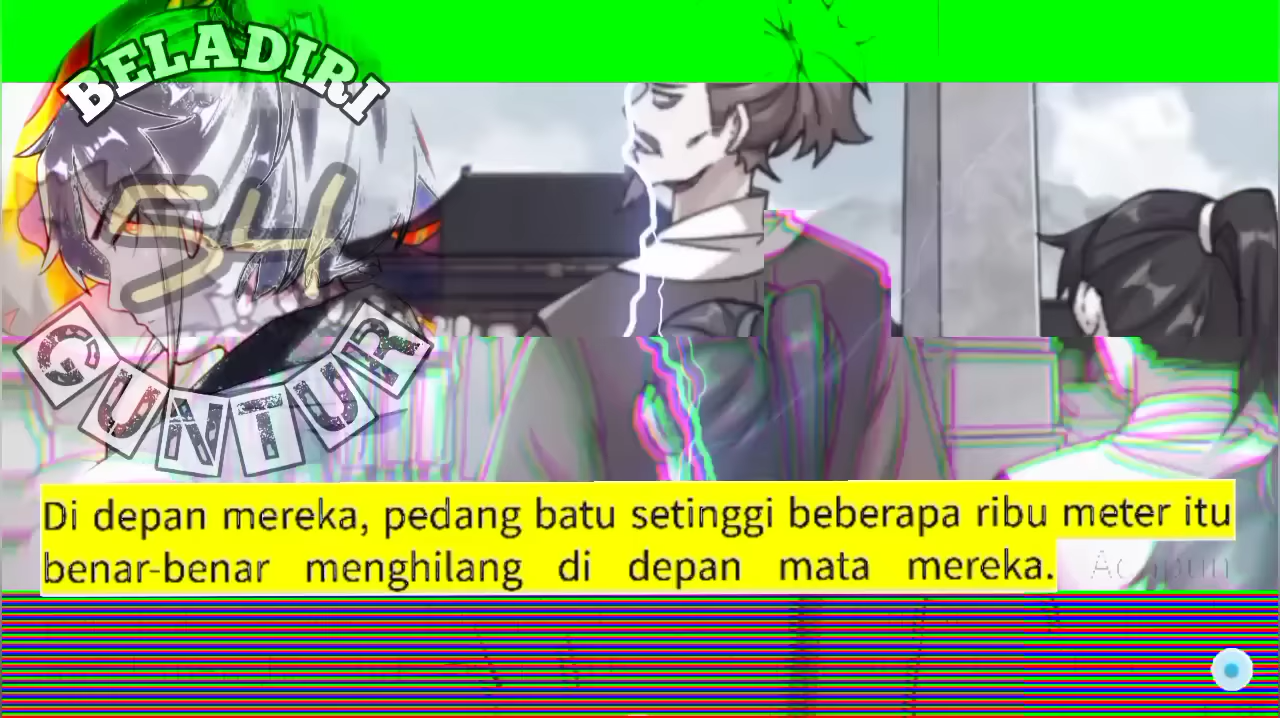 BELADIRI
54
GUNTUR
Di depan mereka, pedang batu setinggi beberapa ribu meter itu
benar-benar menghilang di depan mata mereka.